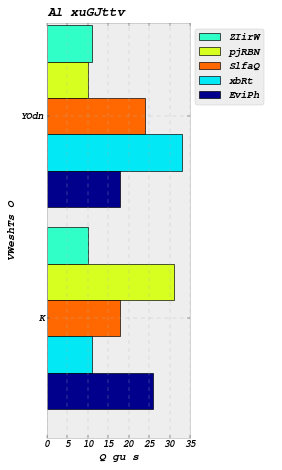 Al xuGJttv
ZIirW
pjRBN
SlfaQ
xbRt
EviPh
YOdn
K
VWeshTs O
0 5 10 15 20 25 30 35
Q gu s